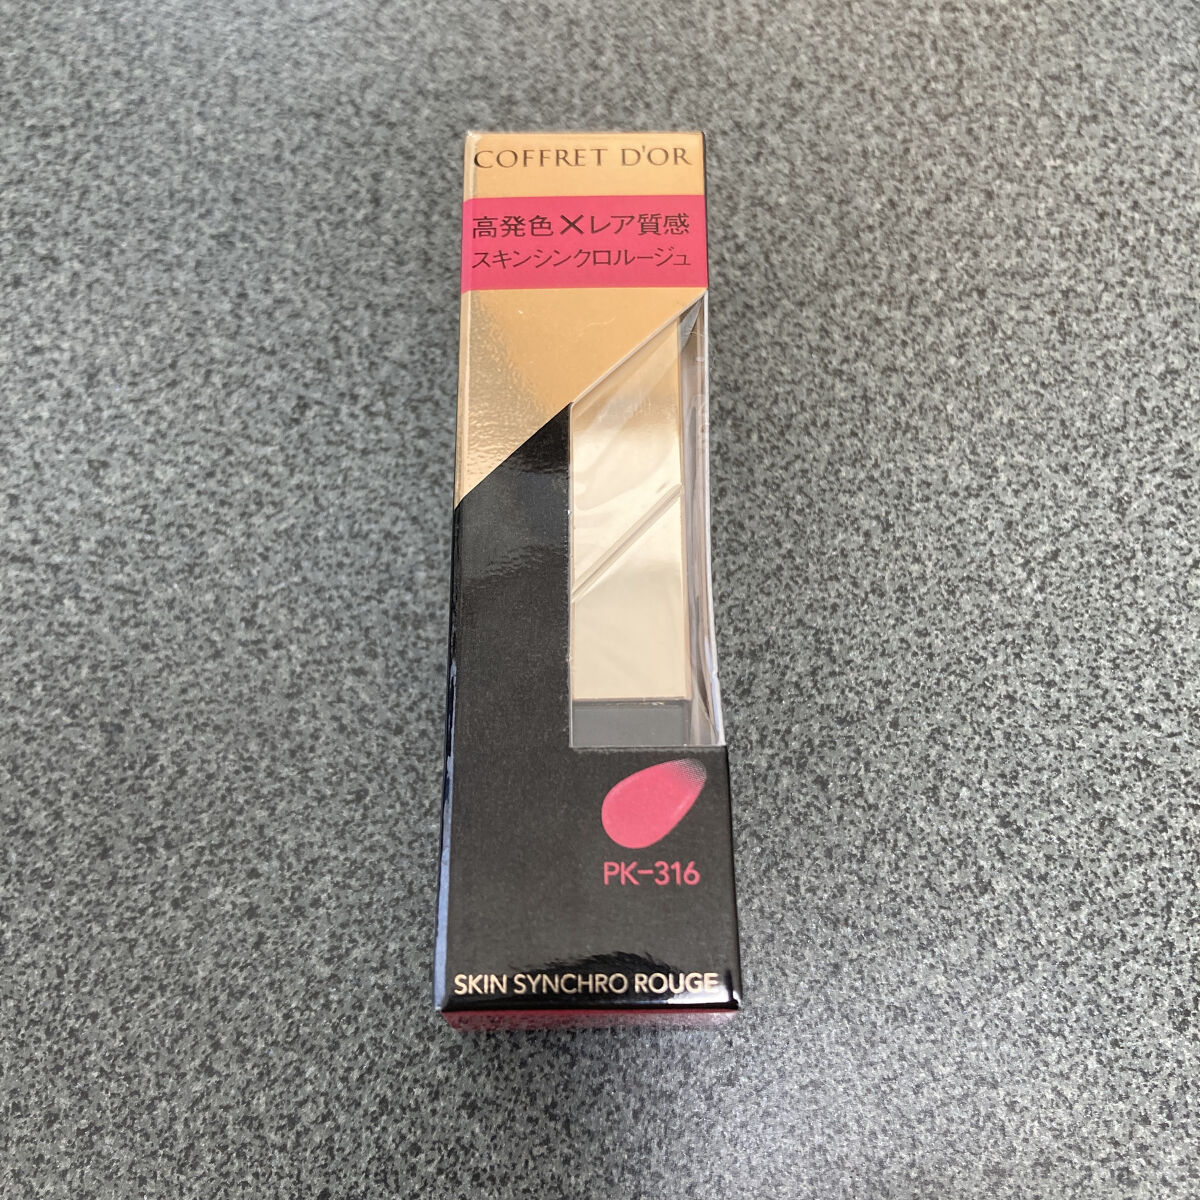 COFFRET D'OR
高発色×レア質感
スキンシンクロルージュ
PK-316
SKIN SYNCHRO ROUGE